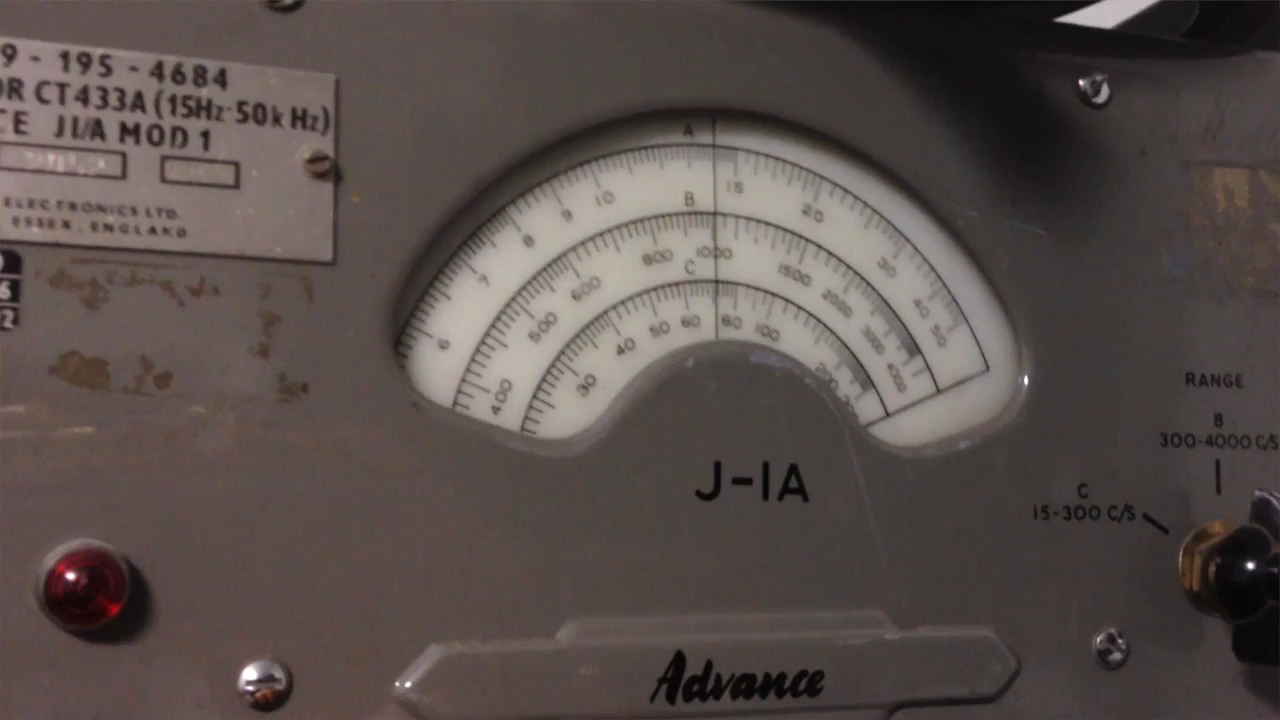 9 - 195 - 4684
OR CT433A (15Hz-50kHz)
CE J1/A MOD 1
ELECTRONICS LTD.
ESSEX, ENGLAND
6
2
A
6 7 8 9 10 15 20 30 40 50
B
400 500 600 800 1000 1500 2000 3000 4000
C
30 40 50 60 80 100 200
J-1A
RANGE
B
300-4000 C/S
C
15-300 C/S
Advance